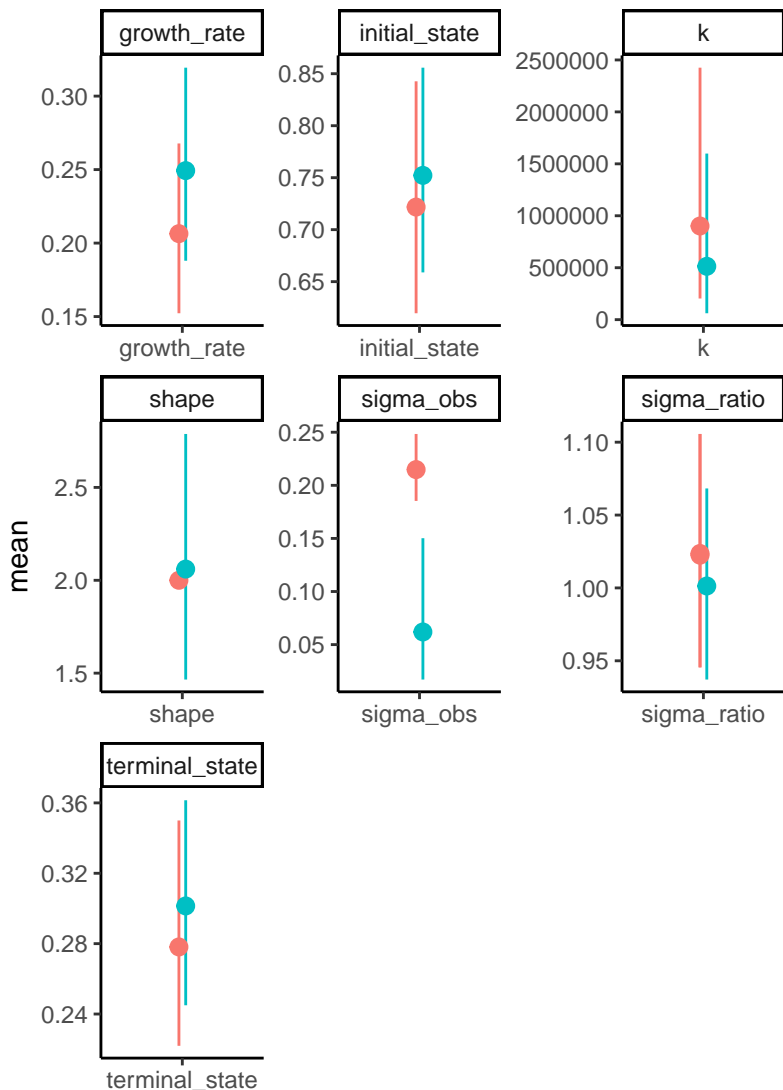 growth_rate initial_state k
0.30
0.25
0.20
0.15
growth_rate
0.85
0.80
0.75
0.70
0.65
initial_state
2500000
2000000
1500000
1000000
500000
0
k
mean
shape sigma_obs sigma_ratio
2.5
2.0
1.5
shape
0.25
0.20
0.15
0.10
0.05
sigma_obs
1.10
1.05
1.00
0.95
sigma_ratio
terminal_state
0.36
0.32
0.28
0.24
terminal_state